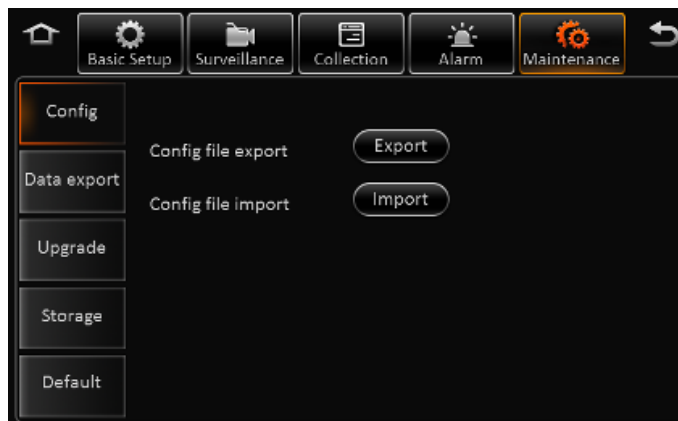 Basic Setup
Surveillance
Collection
Alarm
Maintenance
Config
Config file export
Export
Data export
Config file import
Import
Upgrade
Storage
Default